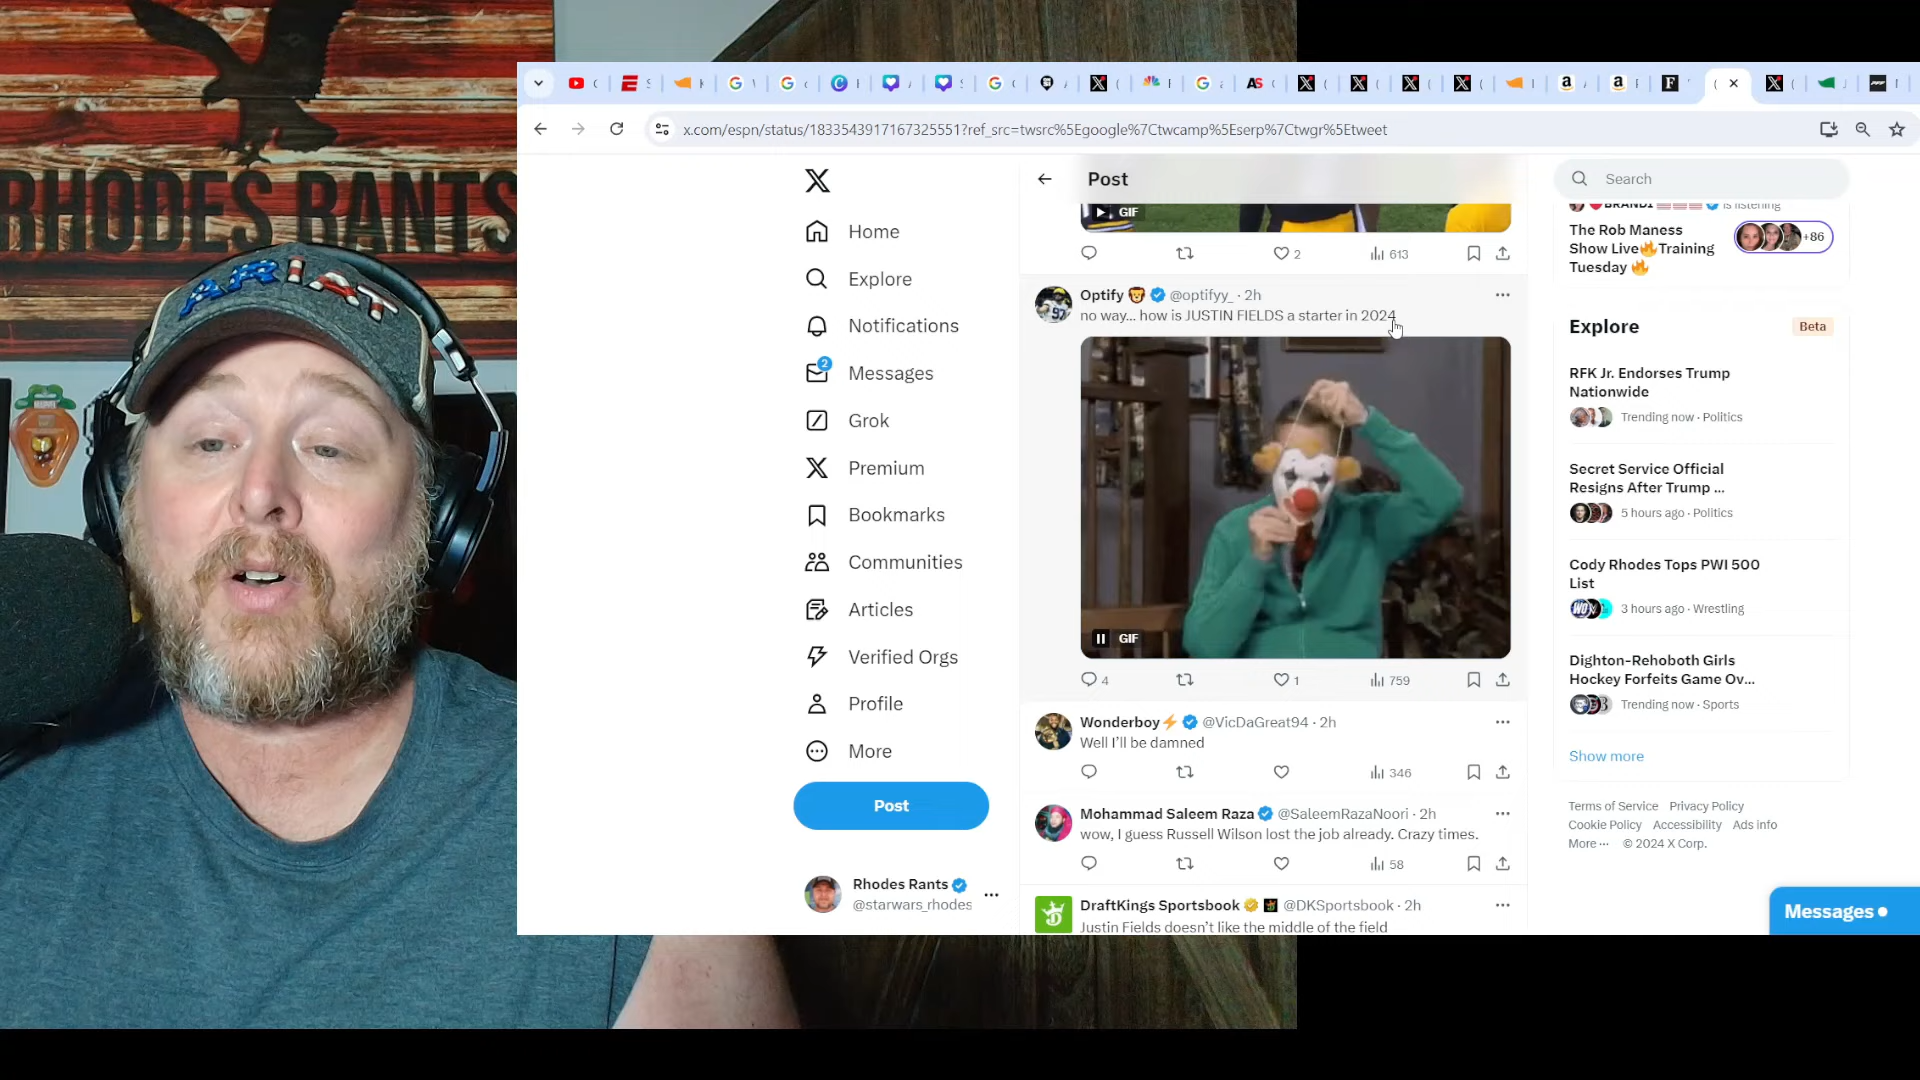 RHODES RANTS
ARIAT
x.com/espn/status/1833543917167325551?ref_src=twsrc%5Egoogle%7Ctwcamp%5Eserp%7Ctwgr%5Etweet
Home
Explore
Notifications
2
Messages
Grok
Premium
Bookmarks
Communities
Articles
Verified Orgs
Profile
More
Post
Rhodes Rants
@starwars_rhodes
Post
GIF
2
613
Optify @optifyy_ · 2h
no way... how is JUSTIN FIELDS a starter in 2024
GIF
4
1
759
Wonderboy⚡ @VicDaGreat94 · 2h
Well I'll be damned
346
Mohammad Saleem Raza @SaleemRazaNoori · 2h
wow, I guess Russell Wilson lost the job already. Crazy times.
58
DraftKings Sportsbook @DKSportsbook · 2h
Justin Fields doesn't like the middle of the field
Search
is listening
The Rob Maness
Show Live🔥Training
Tuesday 🔥
+86
Explore
Beta
RFK Jr. Endorses Trump
Nationwide
Trending now · Politics
Secret Service Official
Resigns After Trump ...
5 hours ago · Politics
Cody Rhodes Tops PWI 500
List
3 hours ago · Wrestling
Dighton-Rehoboth Girls
Hockey Forfeits Game Ov...
Trending now · Sports
Show more
Terms of Service Privacy Policy
Cookie Policy Accessibility Ads info
More ··· © 2024 X Corp.
Messages